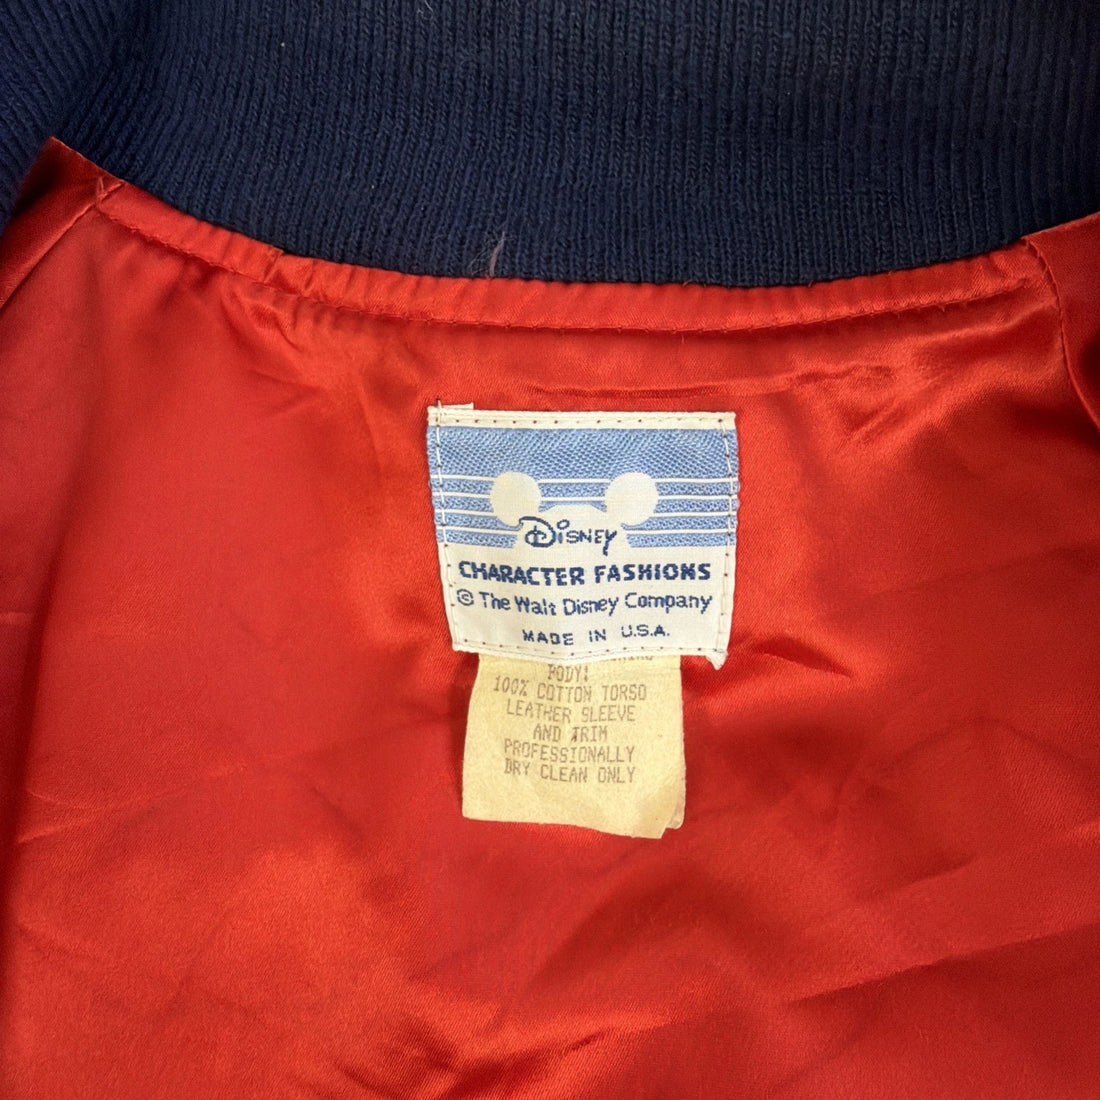 Disney
CHARACTER FASHIONS
© The Walt Disney Company
MADE IN U.S.A.
BODY:
100% COTTON TORSO
LEATHER SLEEVE
AND TRIM
PROFESSIONALLY
DRY CLEAN ONLY